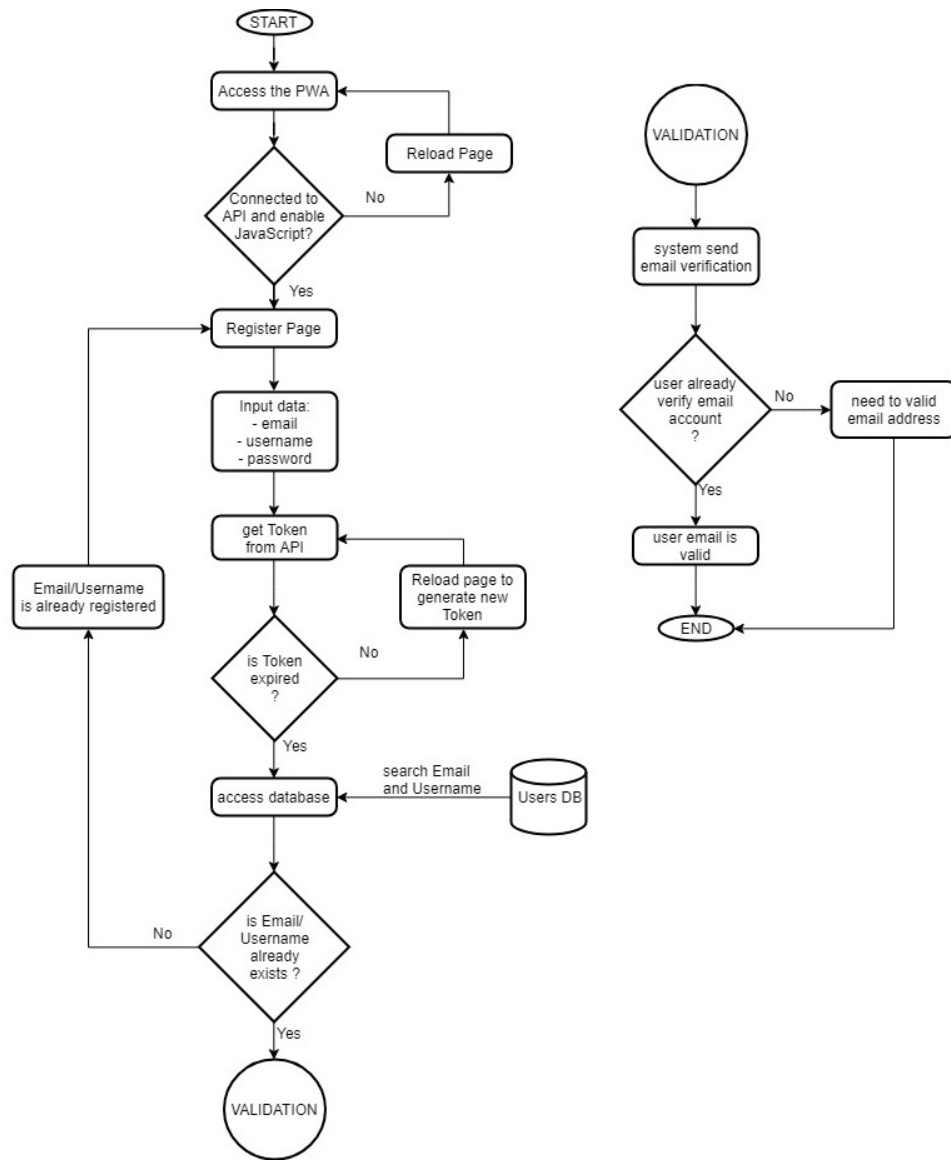 START
Access the PWA
Reload Page
Connected to
API and enable
JavaScript?
No
Yes
Register Page
Input data:
- email
- username
- password
get Token
from API
Email/Username
is already registered
Reload page to
generate new
Token
is Token
expired
?
No
Yes
access database
search Email
and Username
Users DB
is Email/
Username
already
exists ?
No
Yes
VALIDATION
VALIDATION
system send
email verification
user already
verify email
account
?
No
need to valid
email address
Yes
user email is
valid
END